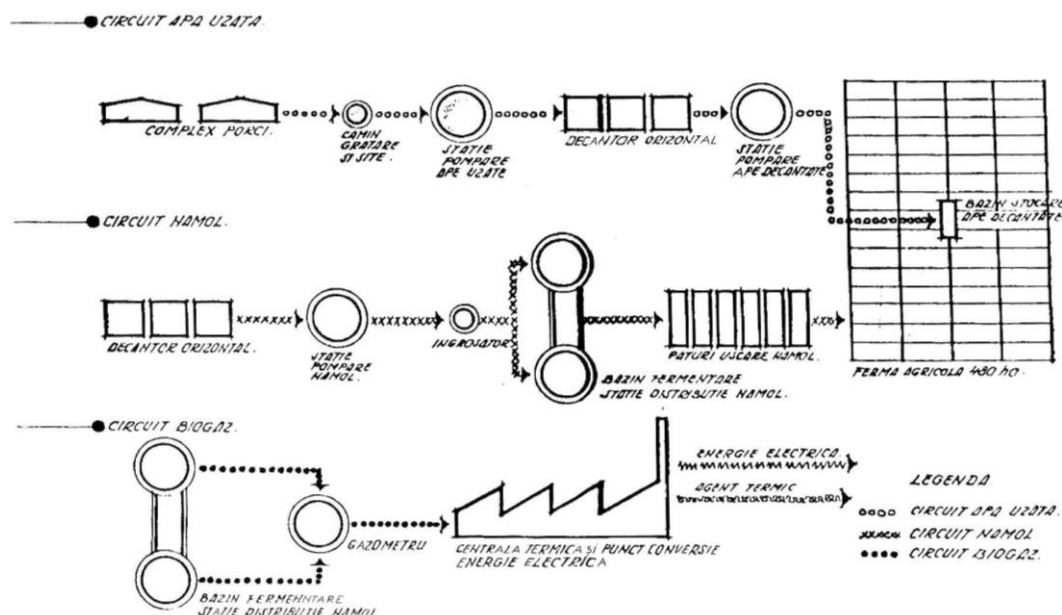 CIRCUIT APA UZATA.
COMPLEX PORCI.
CAMIN
GRATARE
SI SITE.
STATIE
POMPARE
APE UZATE
DECANTOR ORIZONTAL
STATIE
POMPARE
APE DECANTATE
BAZIN STOCARE
APE DECANTATE
CIRCUIT NAMOL.
DECANTOR ORIZONTAL.
STATIE
POMPARE
NAMOL.
INGROSATOR
BAZIN FERMENTARE
STATIE DISTRIBUTIE NAMOL.
PATURI USCARE NAMOL.
FERMA AGRICOLA 480 ha.
CIRCUIT BIOGAZ.
BAZIN FERMENTARE
STATIE DISTRIBUTIE NAMOL
GAZOMETRU
CENTRALA TERMICA SI PUNCT CONVERSIE
ENERGIE ELECTRICA
ENERGIE ELECTRICA.
AGENT TERMIC
LEGENDA
CIRCUIT APA UZATA.
CIRCUIT NAMOL
CIRCUIT BIOGAZ.